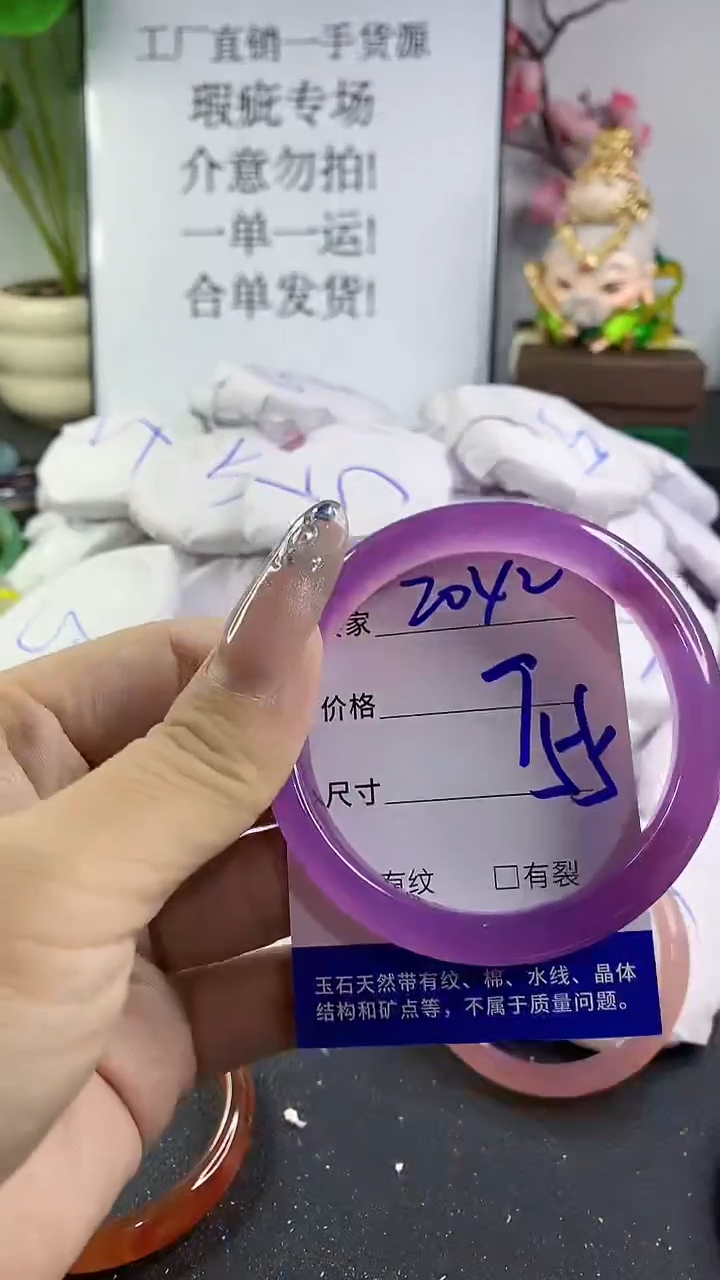 工厂直销一手货源
瑕疵专场
介意勿拍!
一单一运!
合单发货!
家 2042
价格
尺寸
有纹 □有裂
玉石天然带有纹、棉、水线、晶体
结构和矿点等，不属于质量问题。